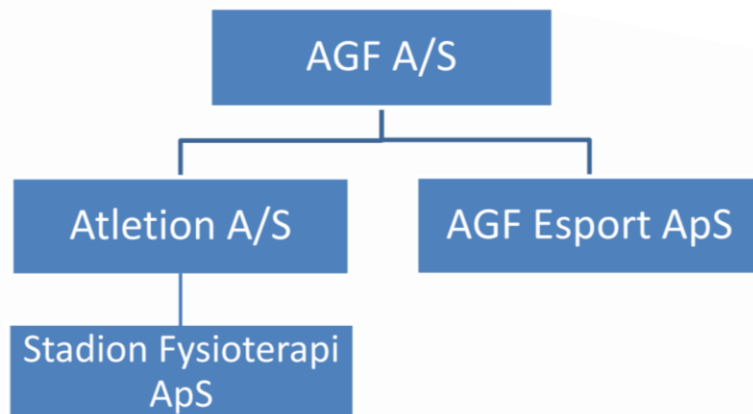 AGF A/S
Atletion A/S
AGF Esport ApS
Stadion Fysioterapi
ApS